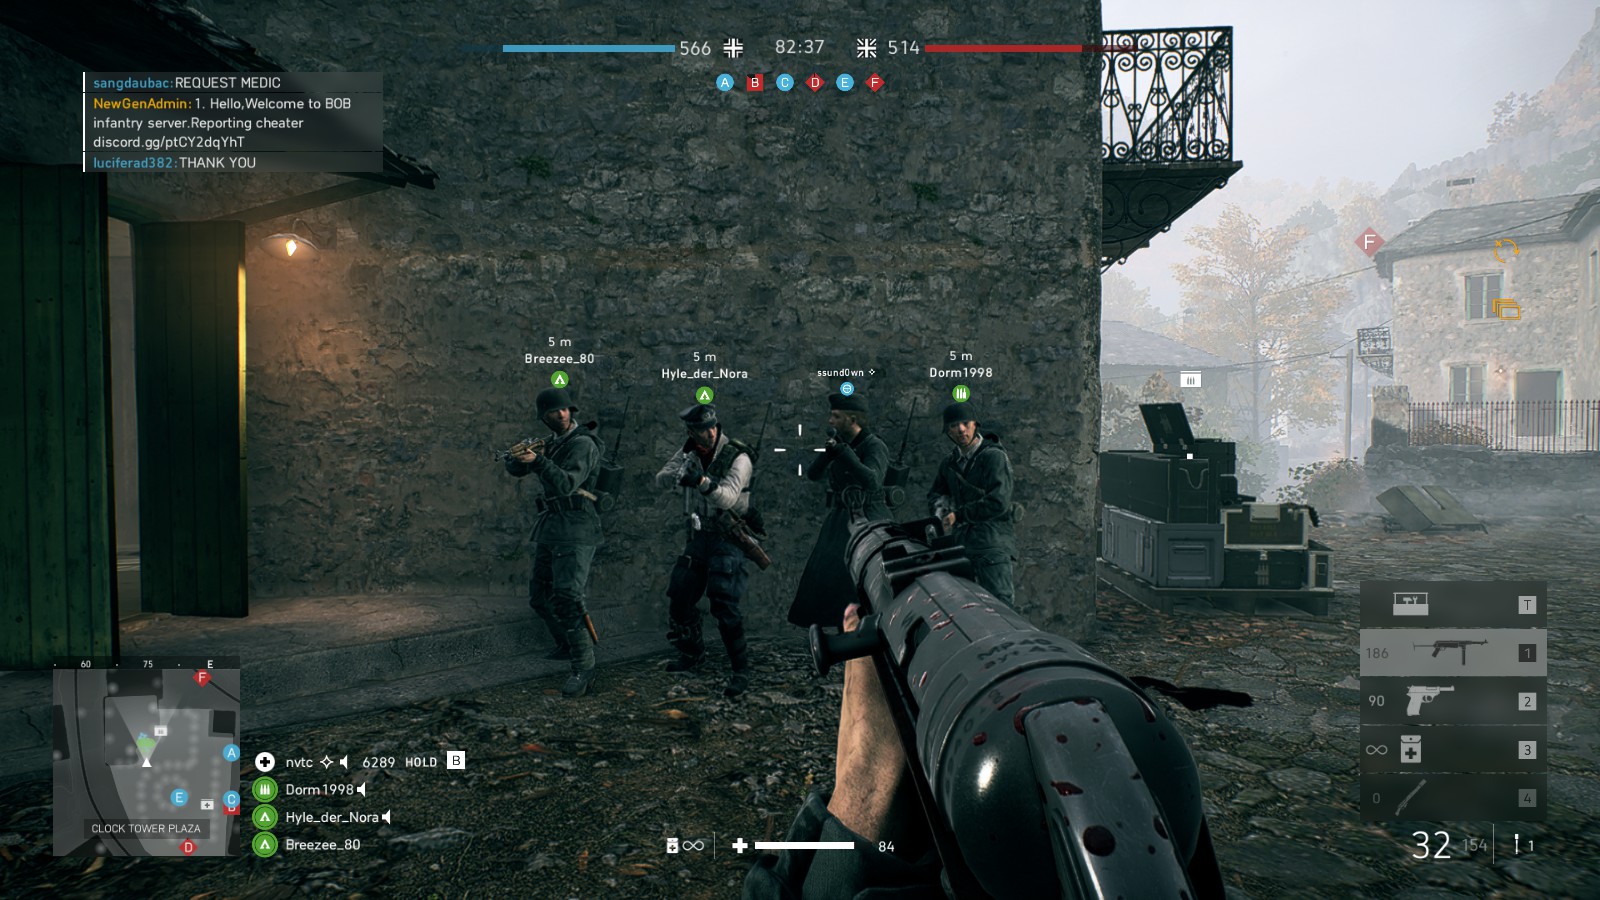 566 82:37 514
A B C D E F
sangdaubac: REQUEST MEDIC
NewGenAdmin: 1. Hello,Welcome to BOB
infantry server.Reporting cheater
discord.gg/ptCY2dqYhT
luciferad382: THANK YOU
F
5 m
Breezee_80
5 m
Hyle_der_Nora
ssund0wn
5 m
Dorm1998
T
186 1
90 2
∞ 3
0 4
60 75 E
F
A
E C
D
CLOCK TOWER PLAZA
nvtc 6289 HOLD B
Dorm1998
Hyle_der_Nora
Breezee_80
∞ 84
32 154 1